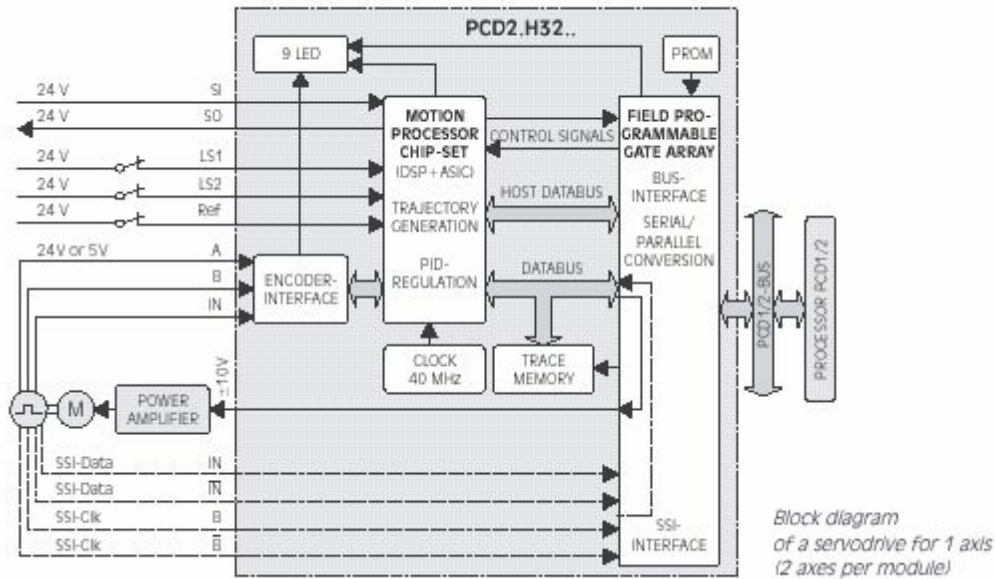 PCD2.H32..
9 LED
PROM
24 V SI
24 V SO
24 V LS1
24 V LS2
24 V Ref
24V or 5V A
B
IN
MOTION
PROCESSOR
CHIP-SET
(DSP+ASIC)
TRAJECTORY
GENERATION
PID-
REGULATION
CONTROL SIGNALS
HOST DATABUS
DATABUS
FIELD PRO-
GRAMMABLE
GATE ARRAY
BUS-
INTERFACE
SERIAL/
PARALLEL
CONVERSION
ENCODER-
INTERFACE
CLOCK
40 MHz
TRACE
MEMORY
PCD1/2-BUS
PROCESSOR PCD1/2
M
POWER
AMPLIFIER
±10V
SSI-Data IN
SSI-Data I̅N̅
SSI-Clk B
SSI-Clk B̅
SSI-
INTERFACE
Block diagram
of a servodrive for 1 axis
(2 axes per module)